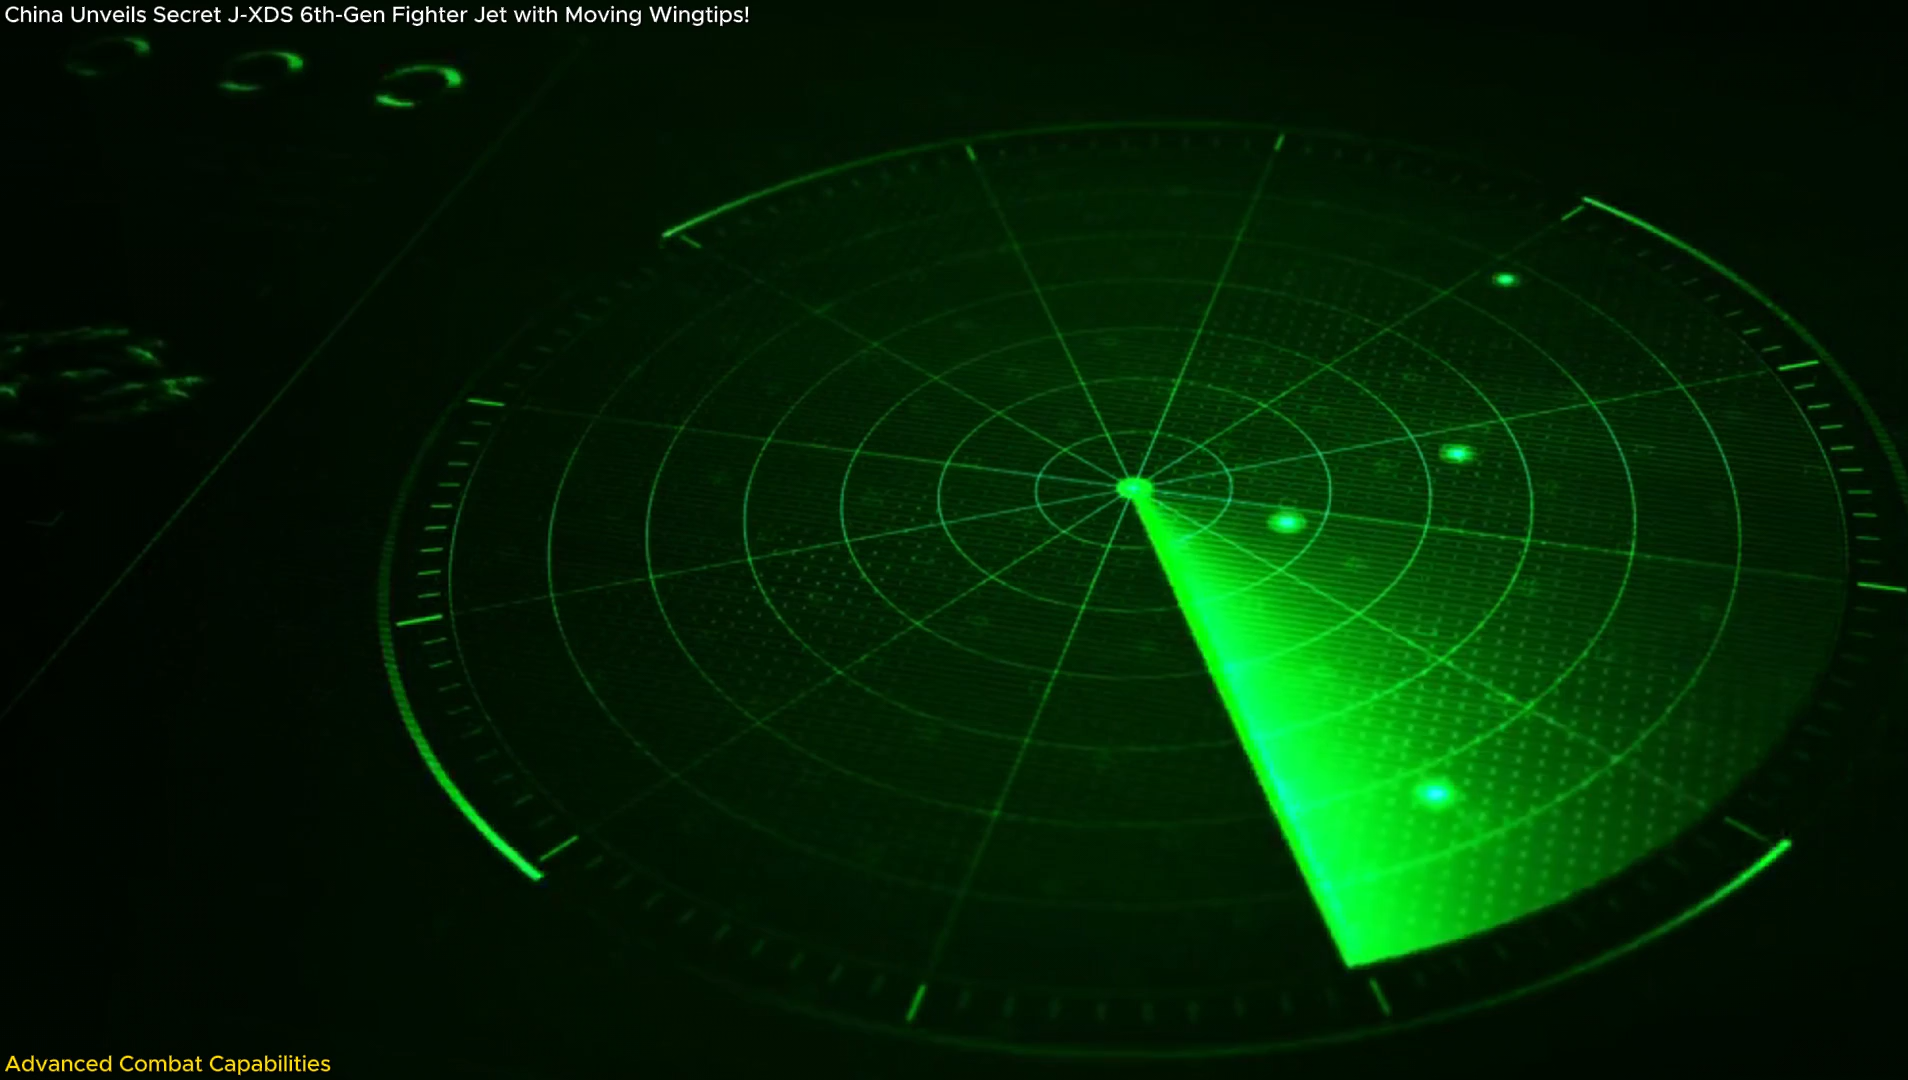 China Unveils Secret J-XDS 6th-Gen Fighter Jet with Moving Wingtips!
Advanced Combat Capabilities